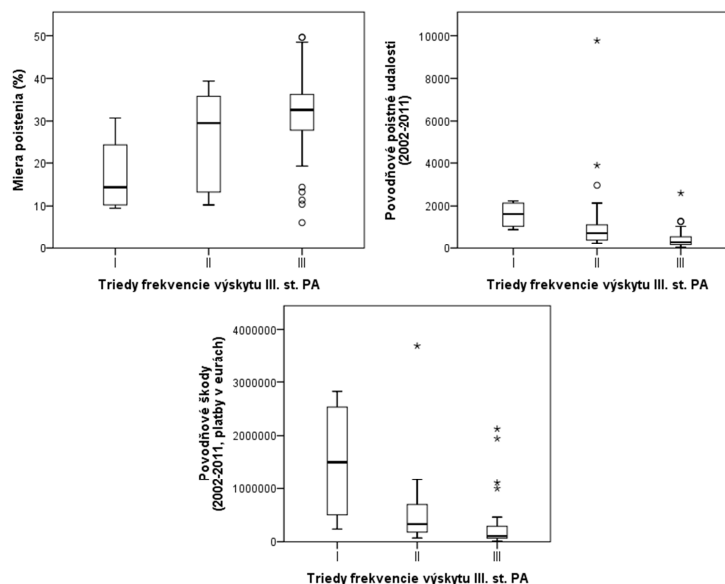 Miera poistenia (%)
50
40
30
20
10
0
I II III
Triedy frekvencie výskytu III. st. PA
Povodňové poistné udalosti
(2002-2011)
10000
8000
6000
4000
2000
0
I II III
Triedy frekvencie výskytu III. st. PA
Povodňové škody
(2002-2011, platby v eurách)
4000000
3000000
2000000
1000000
0
I II III
Triedy frekvencie výskytu III. st. PA